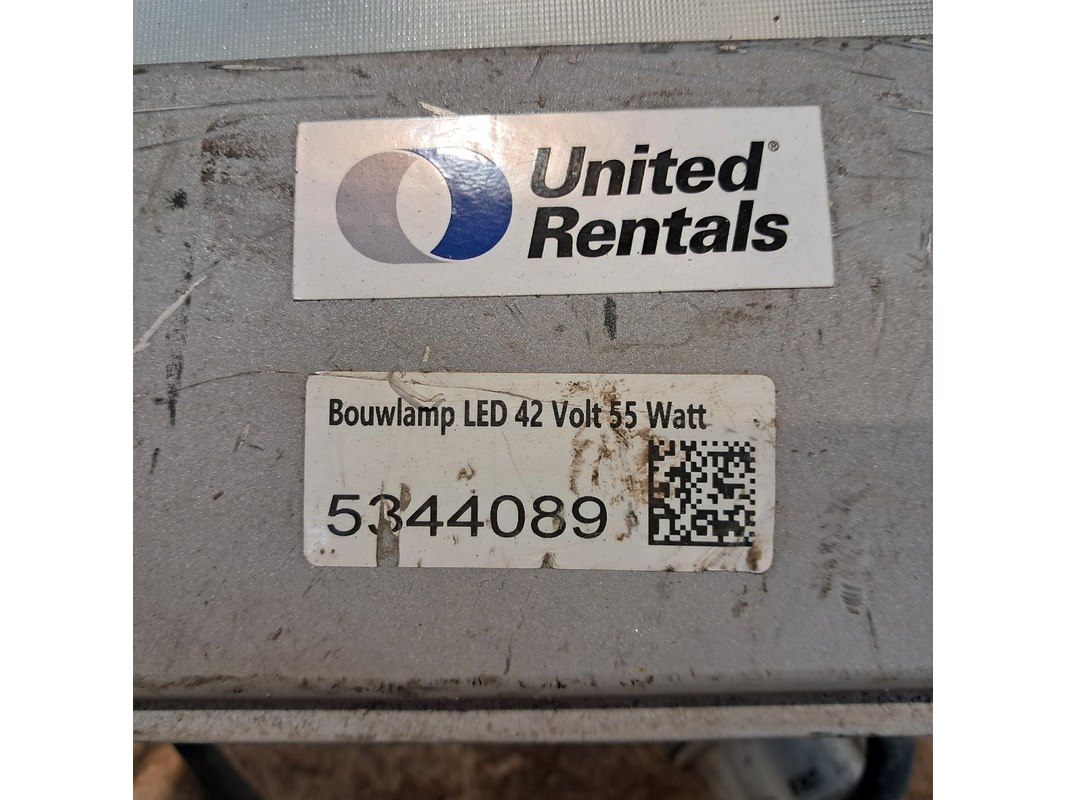 United®
Rentals
Bouwlamp LED 42 Volt 55 Watt
5344089